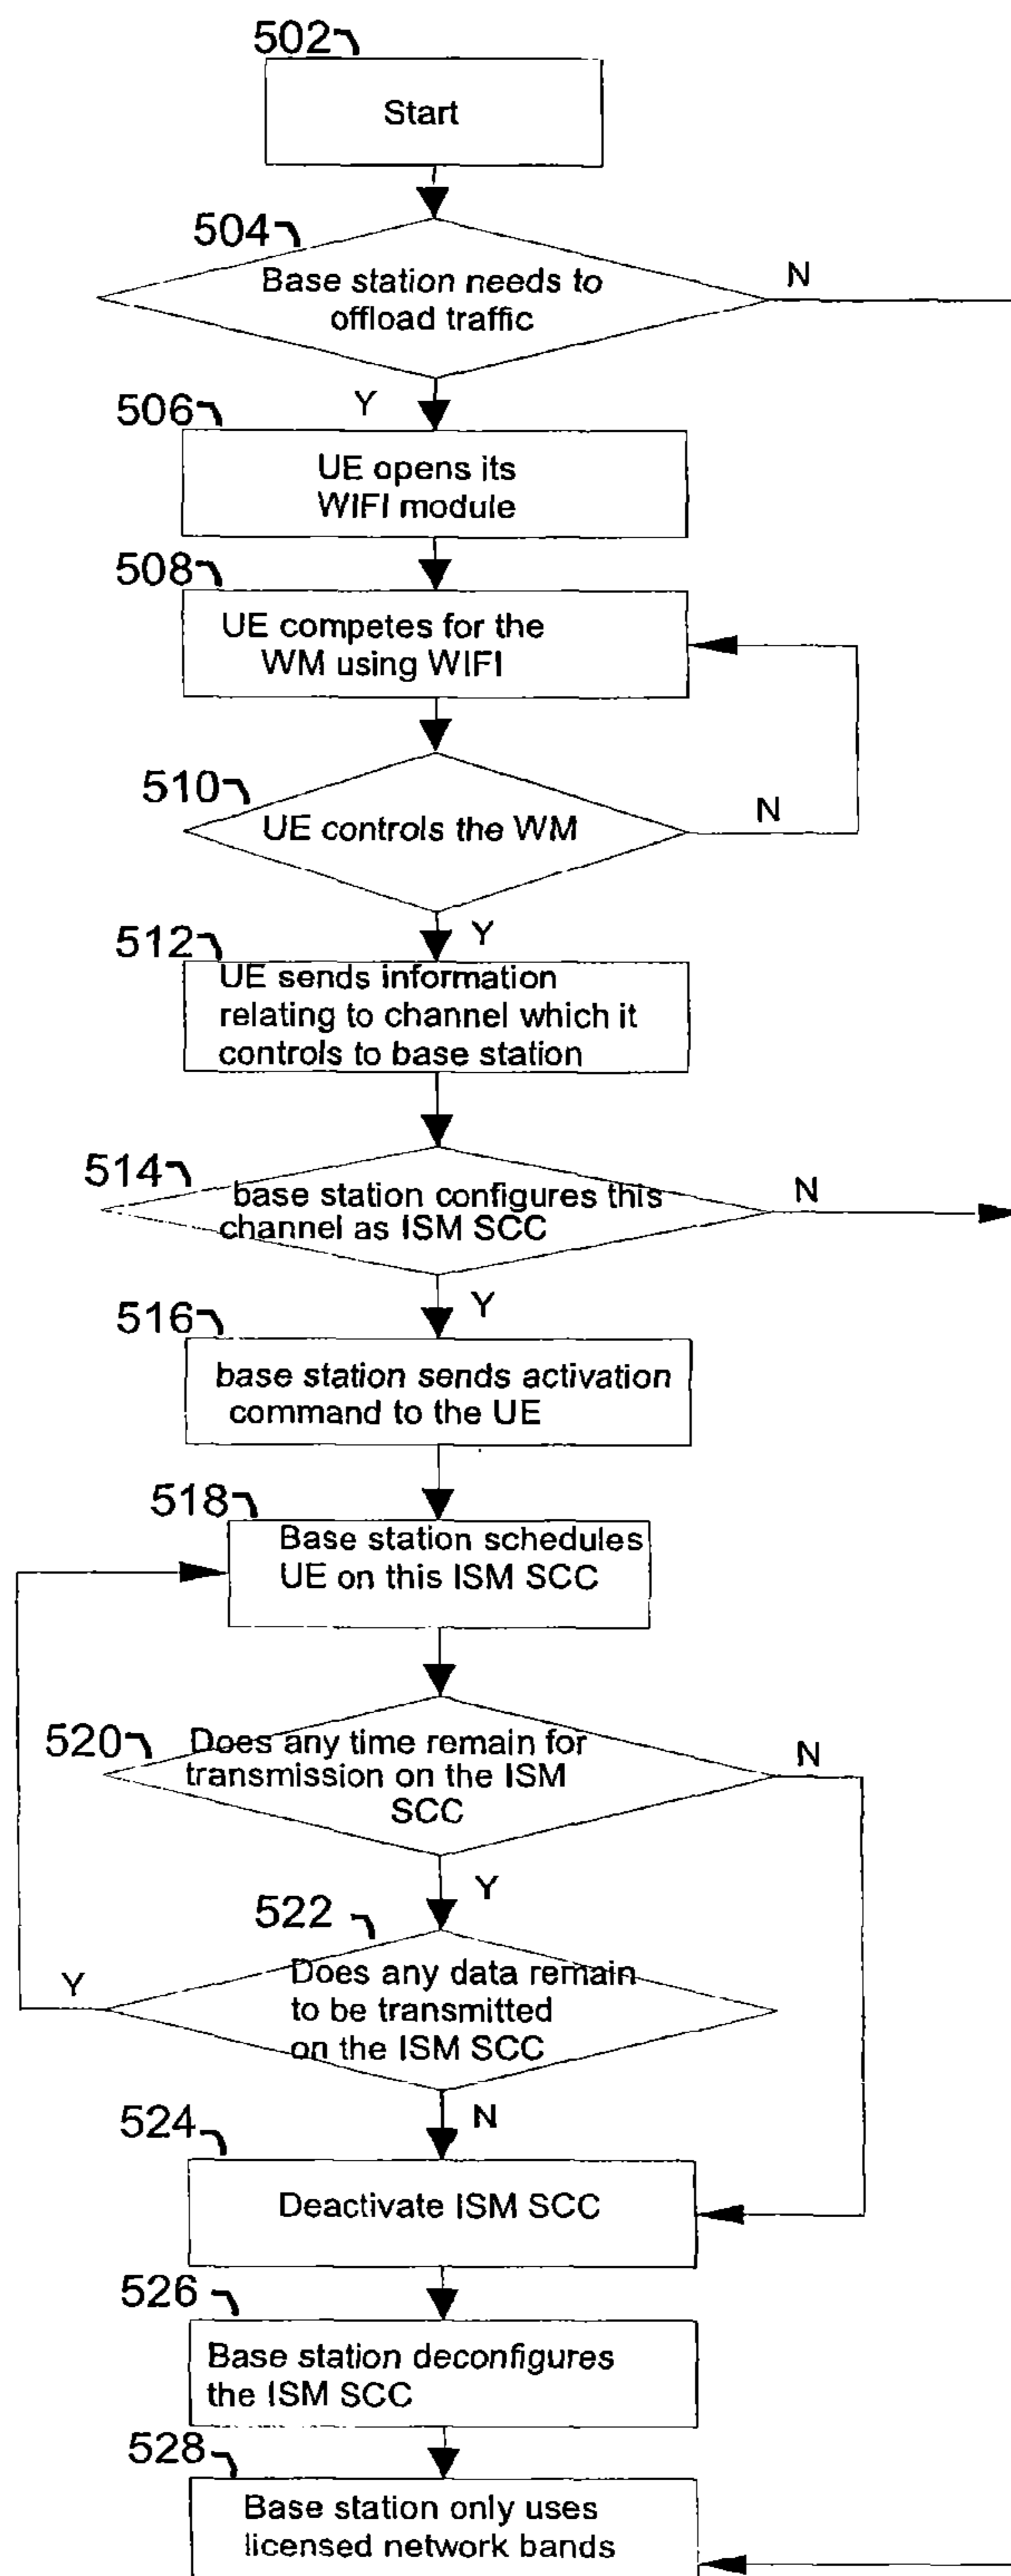 502
Start
504
Base station needs to
offload traffic
N
Y
506
UE opens its
WIFI module
508
UE competes for the
WM using WIFI
510
UE controls the WM
N
Y
512
UE sends information
relating to channel which it
controls to base station
514
base station configures this
channel as ISM SCC
N
Y
516
base station sends activation
command to the UE
518
Base station schedules
UE on this ISM SCC
520
Does any time remain for
transmission on the ISM
SCC
N
Y
522
Does any data remain
to be transmitted
on the ISM SCC
Y
N
524
Deactivate ISM SCC
526
Base station deconfigures
the ISM SCC
528
Base station only uses
licensed network bands